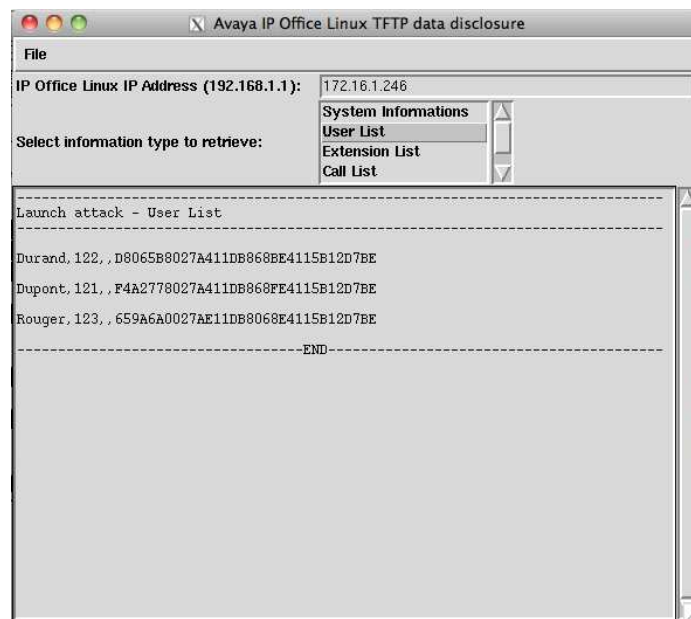 Avaya IP Office Linux TFTP data disclosure
File
IP Office Linux IP Address (192.168.1.1): 172.16.1.246
Select information type to retrieve:
System Informations
User List
Extension List
Call List
--------------------------------------------------------------------------------
Launch attack - User List
--------------------------------------------------------------------------------
Durand,122,,D8065B8027A411DB868BE4115B12D7BE
Dupont,121,,F4A2778027A411DB868FE4115B12D7BE
Rouger,123,,659A6A0027AE11DB8068E4115B12D7BE
-----------------------------------END-----------------------------------------